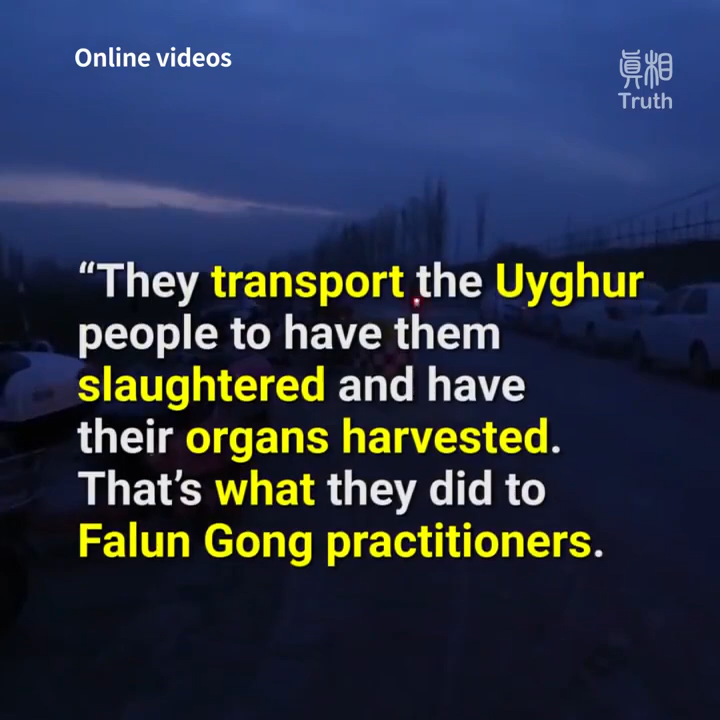 Online videos
真相
Truth
“They transport the Uyghur
people to have them
slaughtered and have
their organs harvested.
That’s what they did to
Falun Gong practitioners.